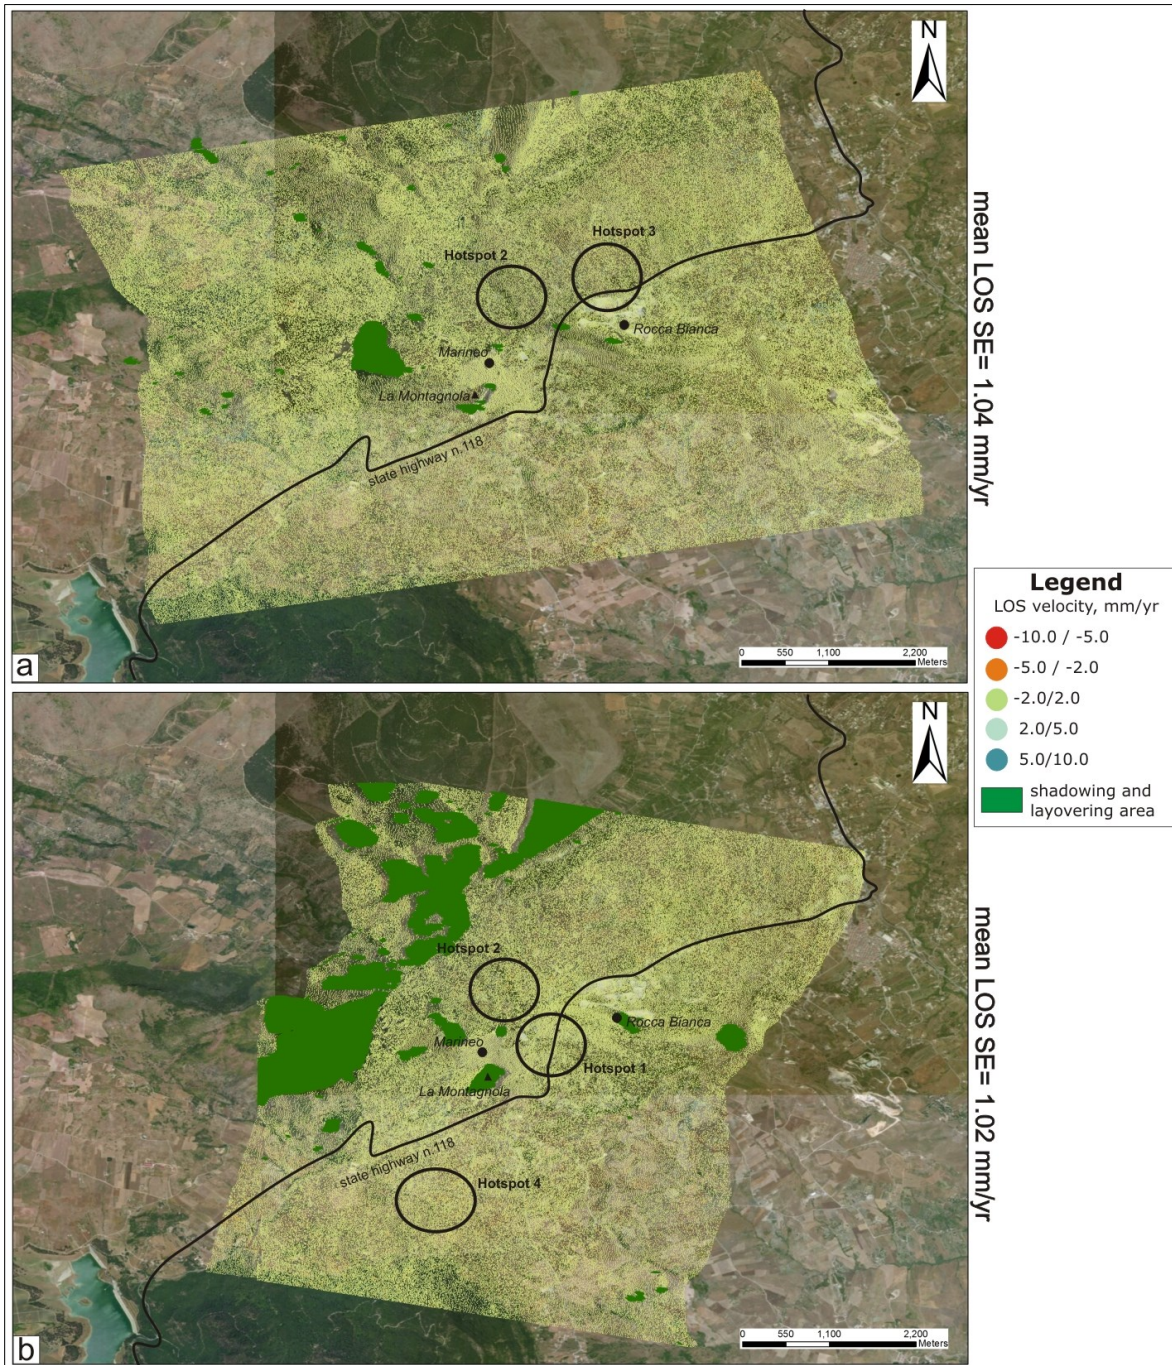 N
Hotspot 3
Hotspot 2
Rocca Bianca
Marineo
La Montagnola
state highway n.118
mean LOS SE= 1.04 mm/yr
a
0 550 1,100 2,200
Meters
Legend
LOS velocity, mm/yr
-10.0 / -5.0
-5.0 / -2.0
-2.0/2.0
2.0/5.0
5.0/10.0
shadowing and
layovering area
N
Hotspot 2
Rocca Bianca
Marineo
Hotspot 1
La Montagnola
state highway n.118
Hotspot 4
mean LOS SE= 1.02 mm/yr
b
0 550 1,100 2,200
Meters